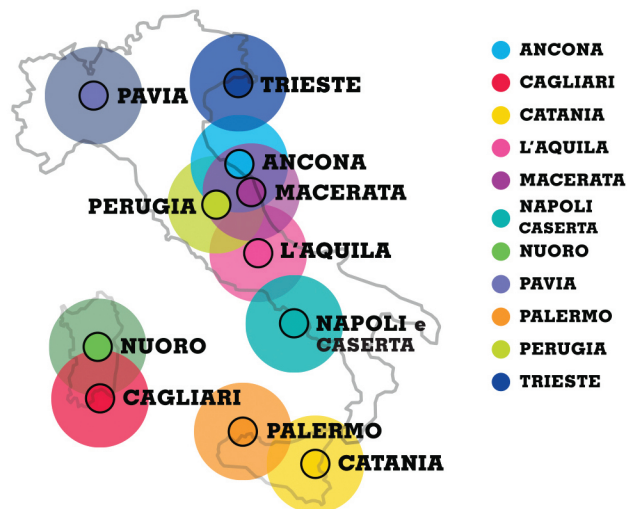 PAVIA
TRIESTE
ANCONA
MACERATA
PERUGIA
L'AQUILA
NAPOLI e
CASERTA
NUORO
CAGLIARI
PALERMO
CATANIA
ANCONA
CAGLIARI
CATANIA
L'AQUILA
MACERATA
NAPOLI
CASERTA
NUORO
PAVIA
PALERMO
PERUGIA
TRIESTE